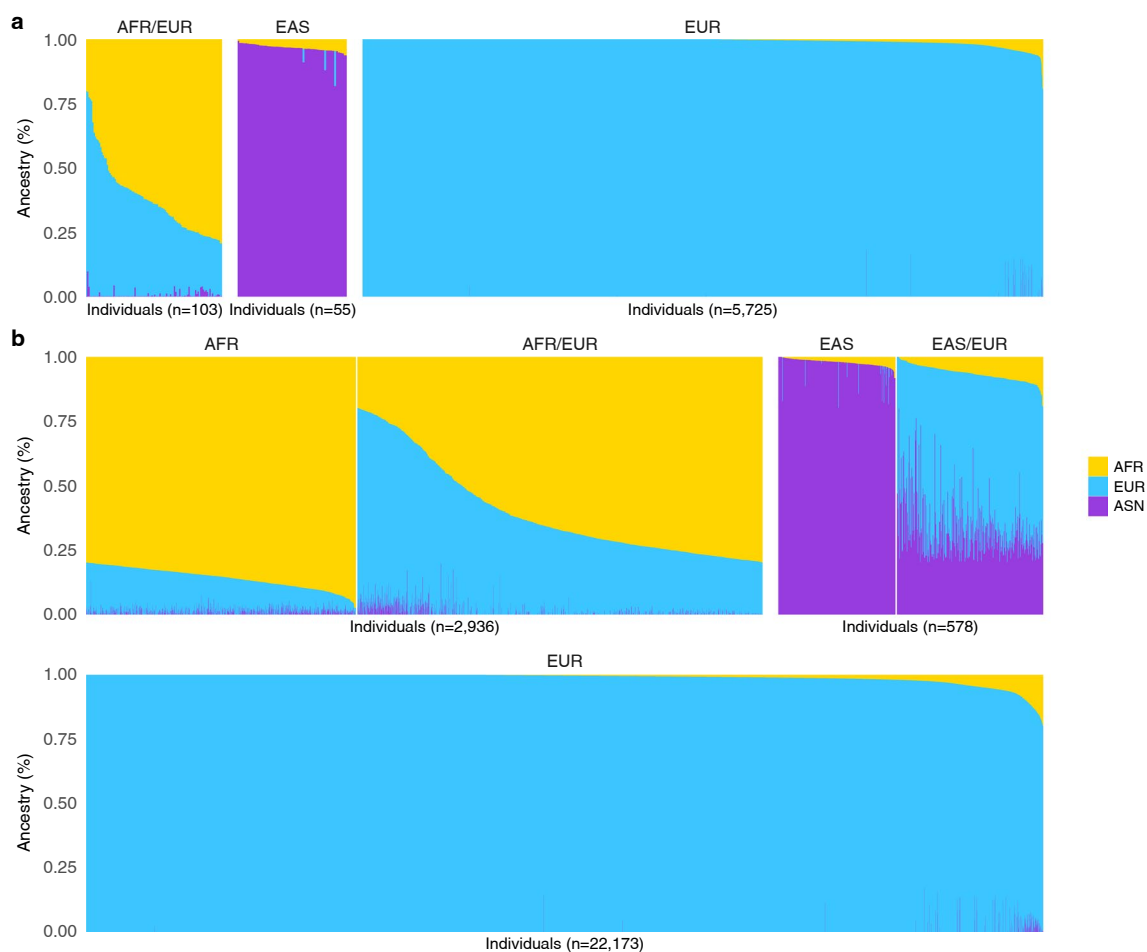 a
AFR/EUR EAS EUR
1.00
0.75
0.50
0.25
0.00
Ancestry (%)
Individuals (n=103) Individuals (n=55) Individuals (n=5,725)
b
AFR AFR/EUR EAS EAS/EUR
1.00
0.75
0.50
0.25
0.00
Ancestry (%)
Individuals (n=2,936) Individuals (n=578)
AFR
EUR
ASN
EUR
1.00
0.75
0.50
0.25
0.00
Ancestry (%)
Individuals (n=22,173)